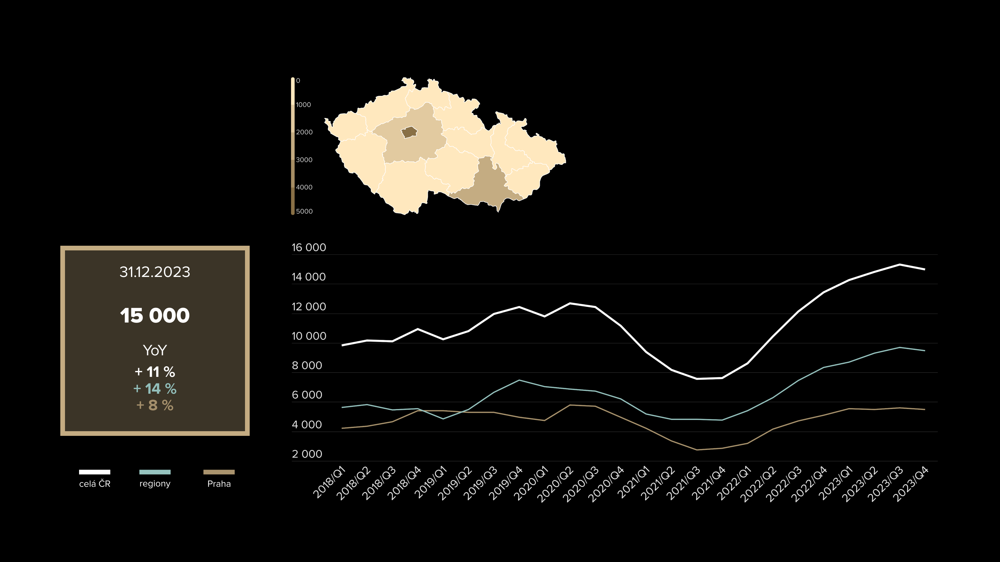 0
1000
2000
3000
4000
5000
31.12.2023
15 000
YoY
+ 11 %
+ 14 %
+ 8 %
celá ČR
regiony
Praha
16 000
14 000
12 000
10 000
8 000
6 000
4 000
2 000
2018/Q1
2018/Q2
2018/Q3
2018/Q4
2019/Q1
2019/Q2
2019/Q3
2019/Q4
2020/Q1
2020/Q2
2020/Q3
2020/Q4
2021/Q1
2021/Q2
2021/Q3
2021/Q4
2022/Q1
2022/Q2
2022/Q3
2022/Q4
2023/Q1
2023/Q2
2023/Q3
2023/Q4